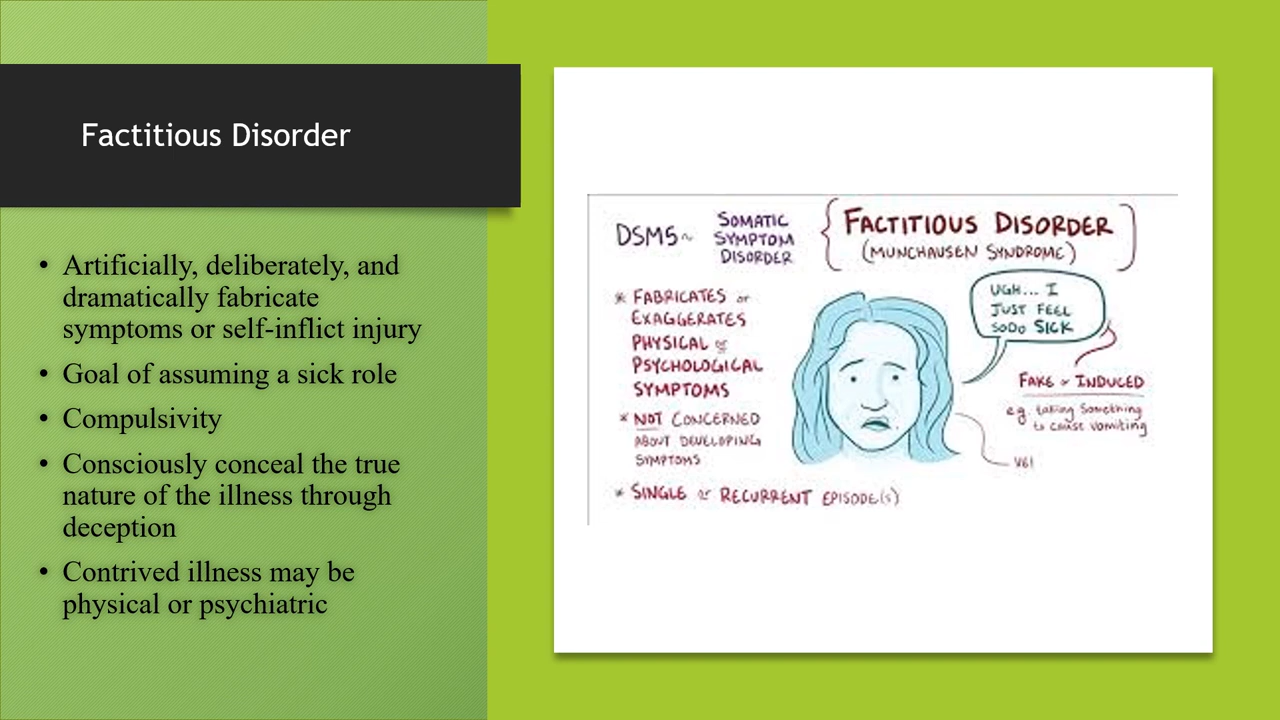 Factitious Disorder
• Artificially, deliberately, and
dramatically fabricate
symptoms or self-inflict injury
• Goal of assuming a sick role
• Compulsivity
• Consciously conceal the true
nature of the illness through
deception
• Contrived illness may be
physical or psychiatric
DSM5~
SOMATIC
SYMPTOM
DISORDER
FACTITIOUS DISORDER
(MUNCHAUSEN SYNDROME)
* FABRICATES or
EXAGGERATES
PHYSICAL or
PSYCHOLOGICAL
SYMPTOMS
* NOT CONCERNED
ABOUT DEVELOPING
SYMPTOMS
* SINGLE or RECURRENT EPISODE(S)
UGH... I
JUST FEEL
SOOO SICK
FAKE or INDUCED
e.g. taking something
to cause vomiting